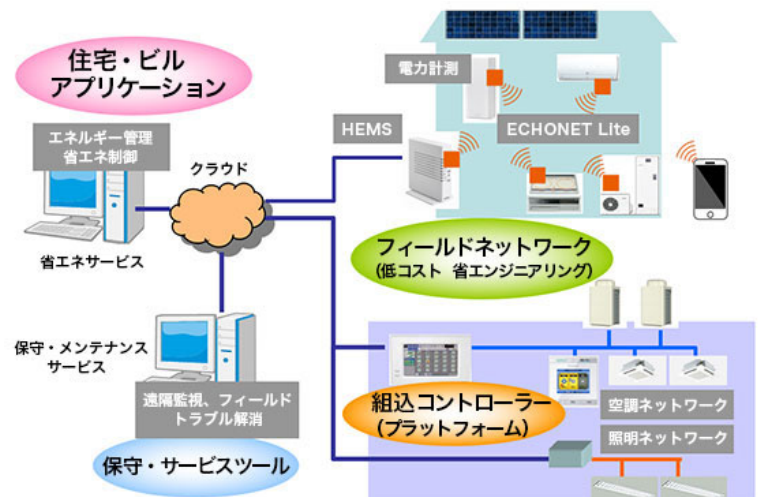 住宅・ビル
アプリケーション
エネルギー管理
省エネ制御
クラウド
省エネサービス
保守・メンテナンス
サービス
遠隔監視、フィールド
トラブル解消
保守・サービスツール
電力計測
HEMS
ECHONET Lite
フィールドネットワーク
(低コスト 省エンジニアリング)
組込コントローラー
(プラットフォーム)
空調ネットワーク
照明ネットワーク